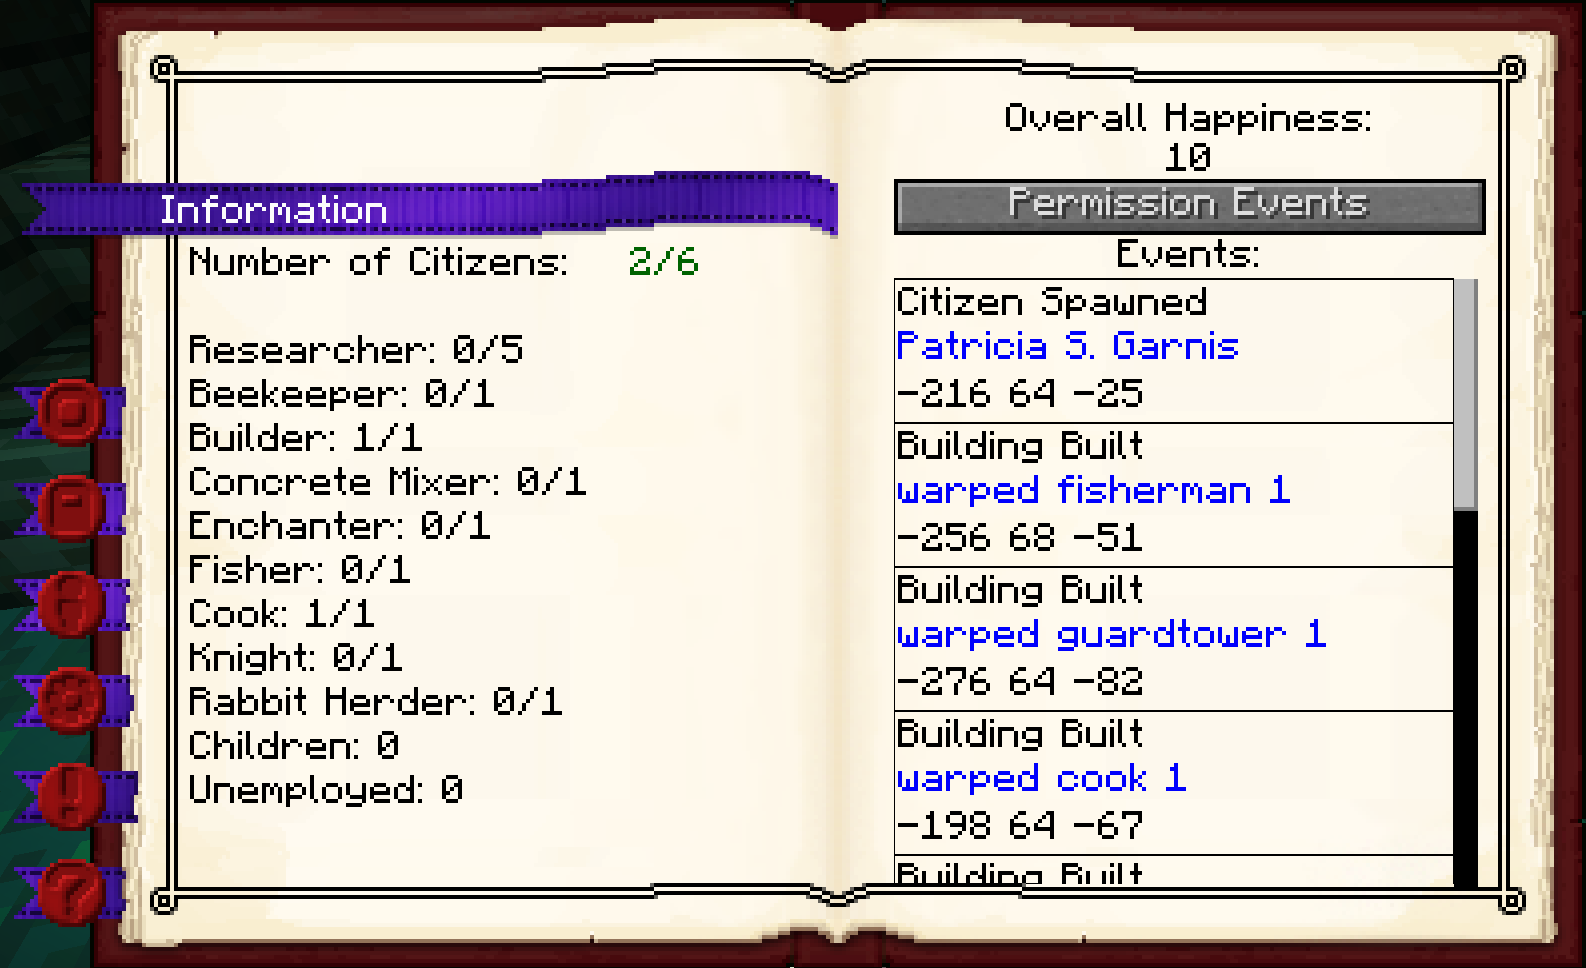 Information
Number of Citizens: 2/6
Researcher: 0/5
Beekeeper: 0/1
Builder: 1/1
Concrete Mixer: 0/1
Enchanter: 0/1
Fisher: 0/1
Cook: 1/1
Knight: 0/1
Rabbit Herder: 0/1
Children: 0
Unemployed: 0
Overall Happiness:
10
Permission Events
Events:
Citizen Spawned
Patricia S. Garnis
-216 64 -25
Building Built
warped fisherman 1
-256 68 -51
Building Built
warped guardtower 1
-276 64 -82
Building Built
warped cook 1
-198 64 -67
Building Built